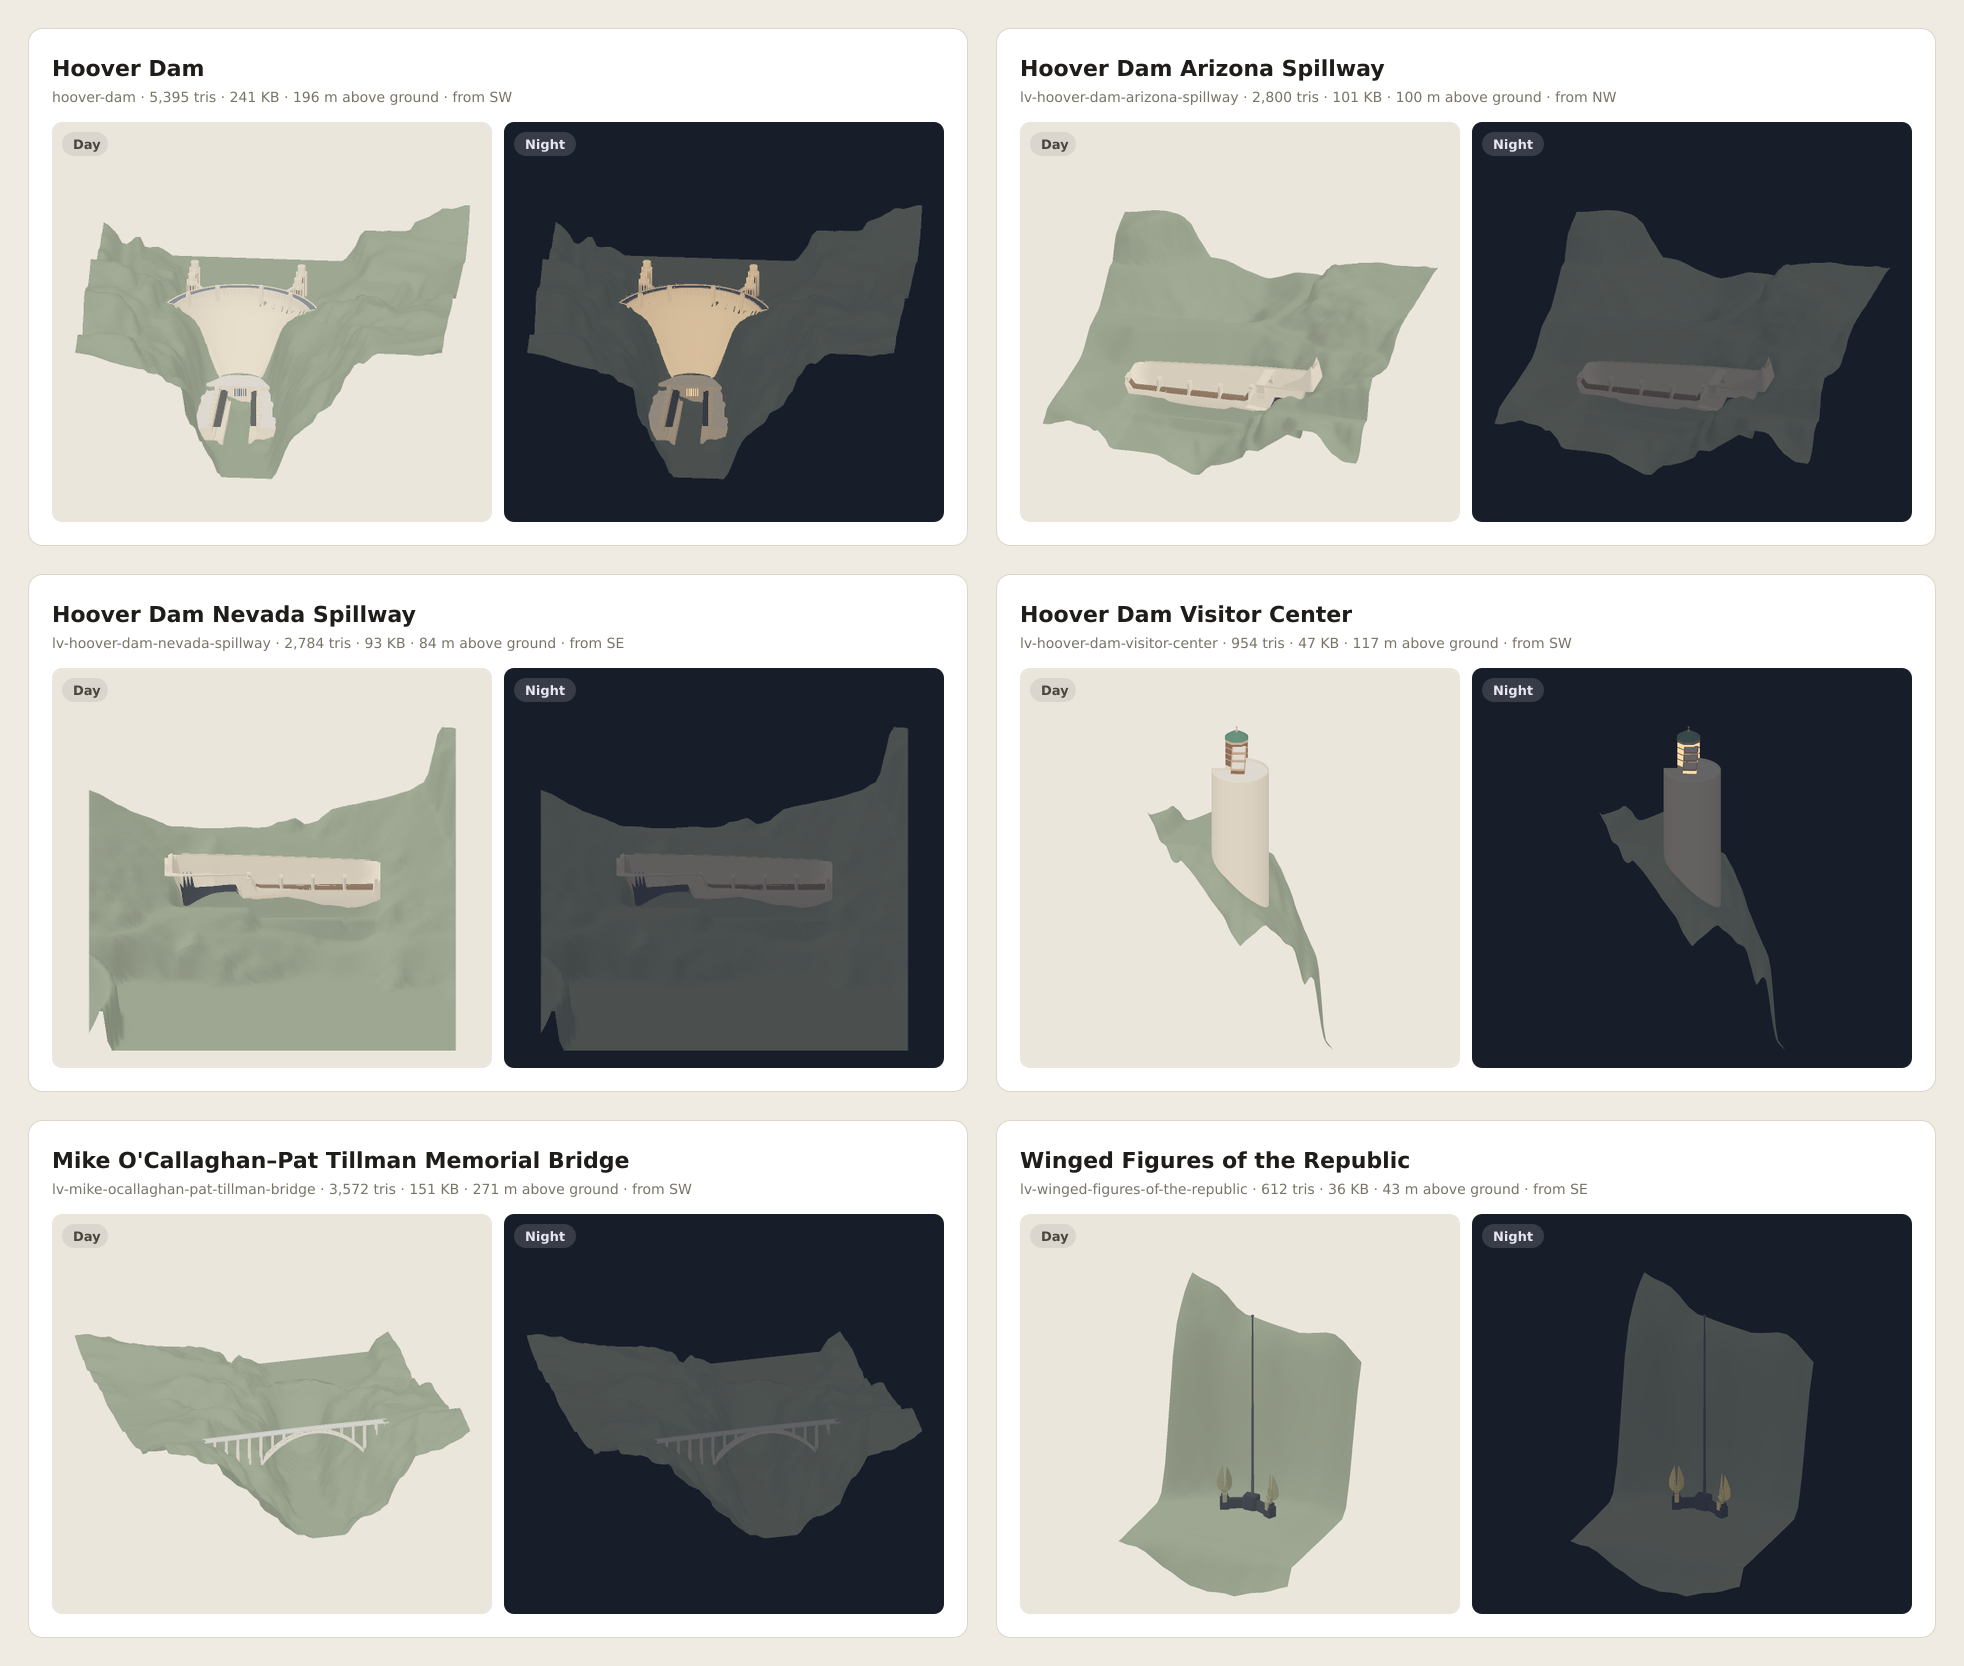 Hoover Dam
hoover-dam · 5,395 tris · 241 KB · 196 m above ground · from SW
Day
Night
Hoover Dam Arizona Spillway
lv-hoover-dam-arizona-spillway · 2,800 tris · 101 KB · 100 m above ground · from NW
Day
Night
Hoover Dam Nevada Spillway
lv-hoover-dam-nevada-spillway · 2,784 tris · 93 KB · 84 m above ground · from SE
Day
Night
Hoover Dam Visitor Center
lv-hoover-dam-visitor-center · 954 tris · 47 KB · 117 m above ground · from SW
Day
Night
Mike O'Callaghan–Pat Tillman Memorial Bridge
lv-mike-ocallaghan-pat-tillman-bridge · 3,572 tris · 151 KB · 271 m above ground · from SW
Day
Night
Winged Figures of the Republic
lv-winged-figures-of-the-republic · 612 tris · 36 KB · 43 m above ground · from SE
Day
Night